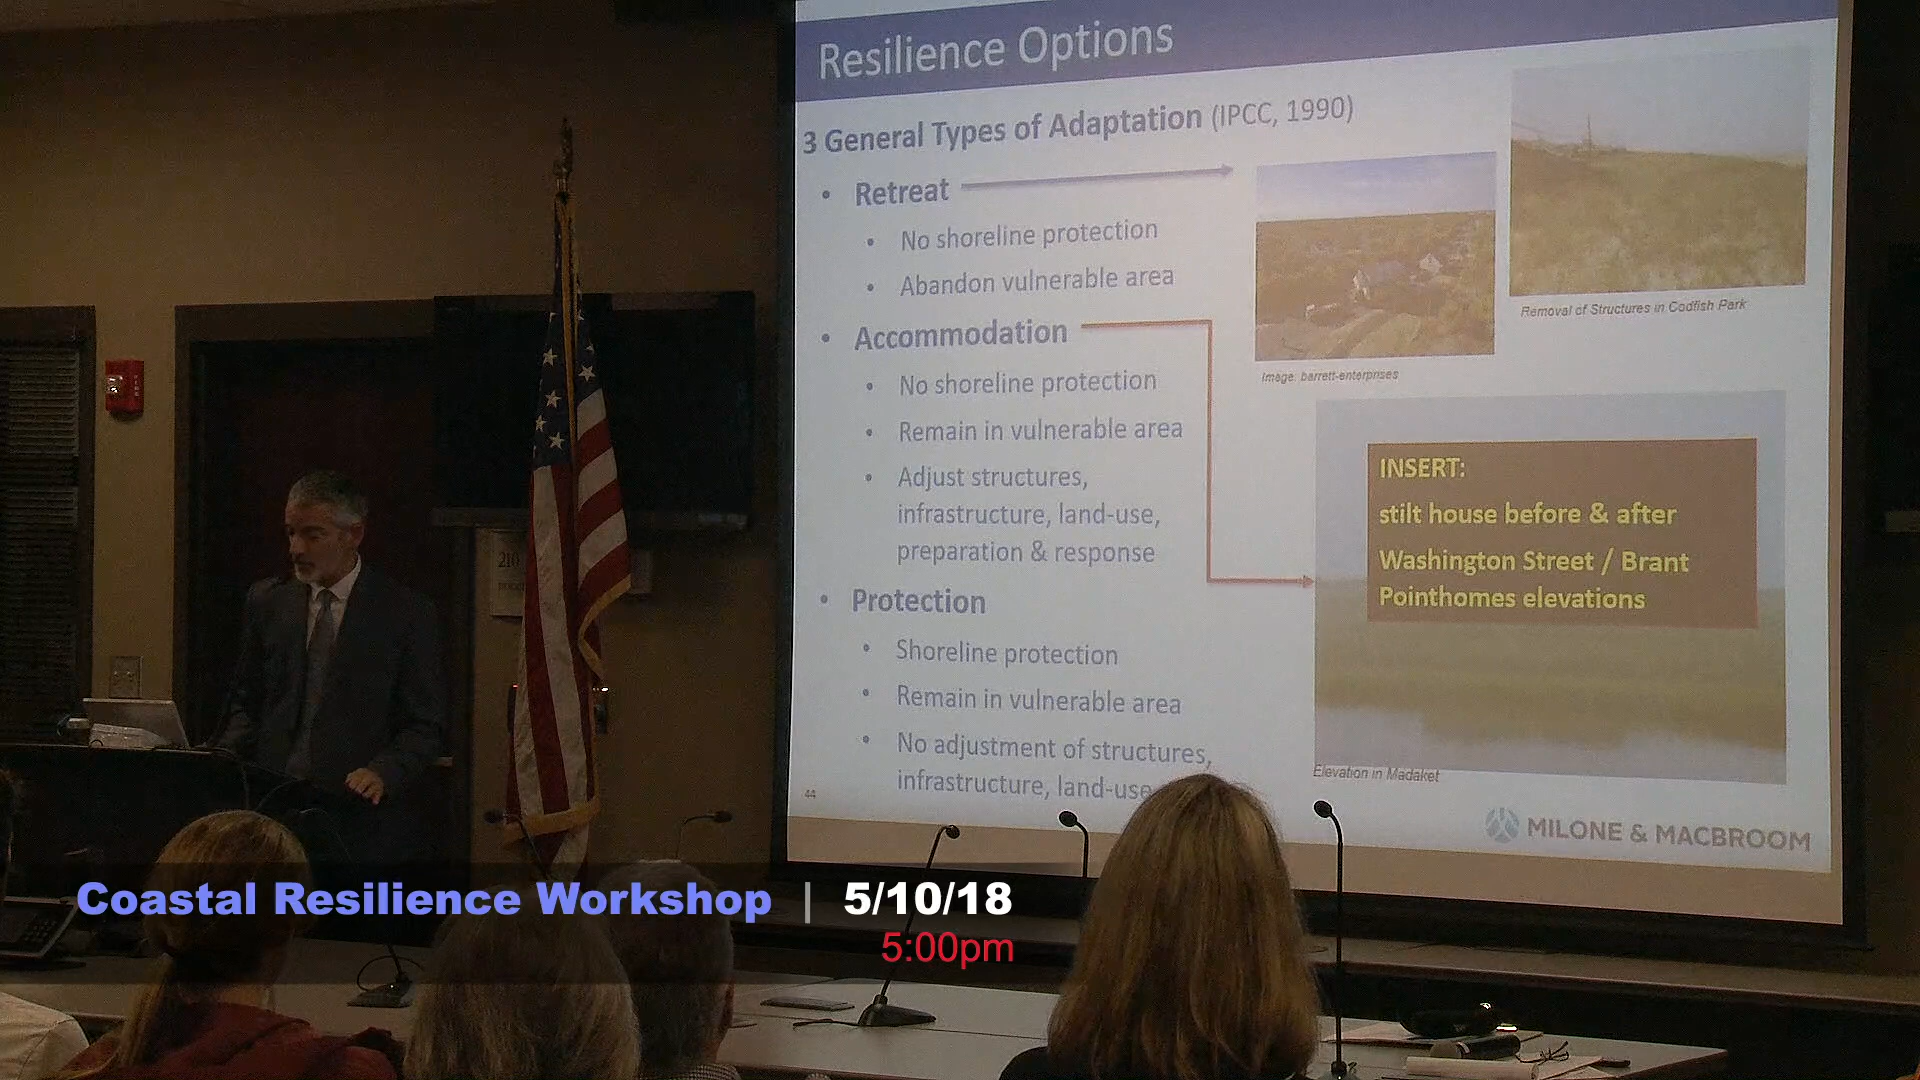 Resilience Options
3 General Types of Adaptation (IPCC, 1990)
• Retreat
• No shoreline protection
• Abandon vulnerable area
• Accommodation
• No shoreline protection
• Remain in vulnerable area
• Adjust structures,
infrastructure, land-use,
preparation & response
• Protection
• Shoreline protection
• Remain in vulnerable area
• No adjustment of structures,
infrastructure, land-use
Removal of Structures in Codfish Park
Image: barrett-enterprises
INSERT:
stilt house before & after
Washington Street / Brant
Pointhomes elevations
Elevation in Madaket
44
MILONE & MACBROOM
210
Coastal Resilience Workshop | 5/10/18
5:00pm